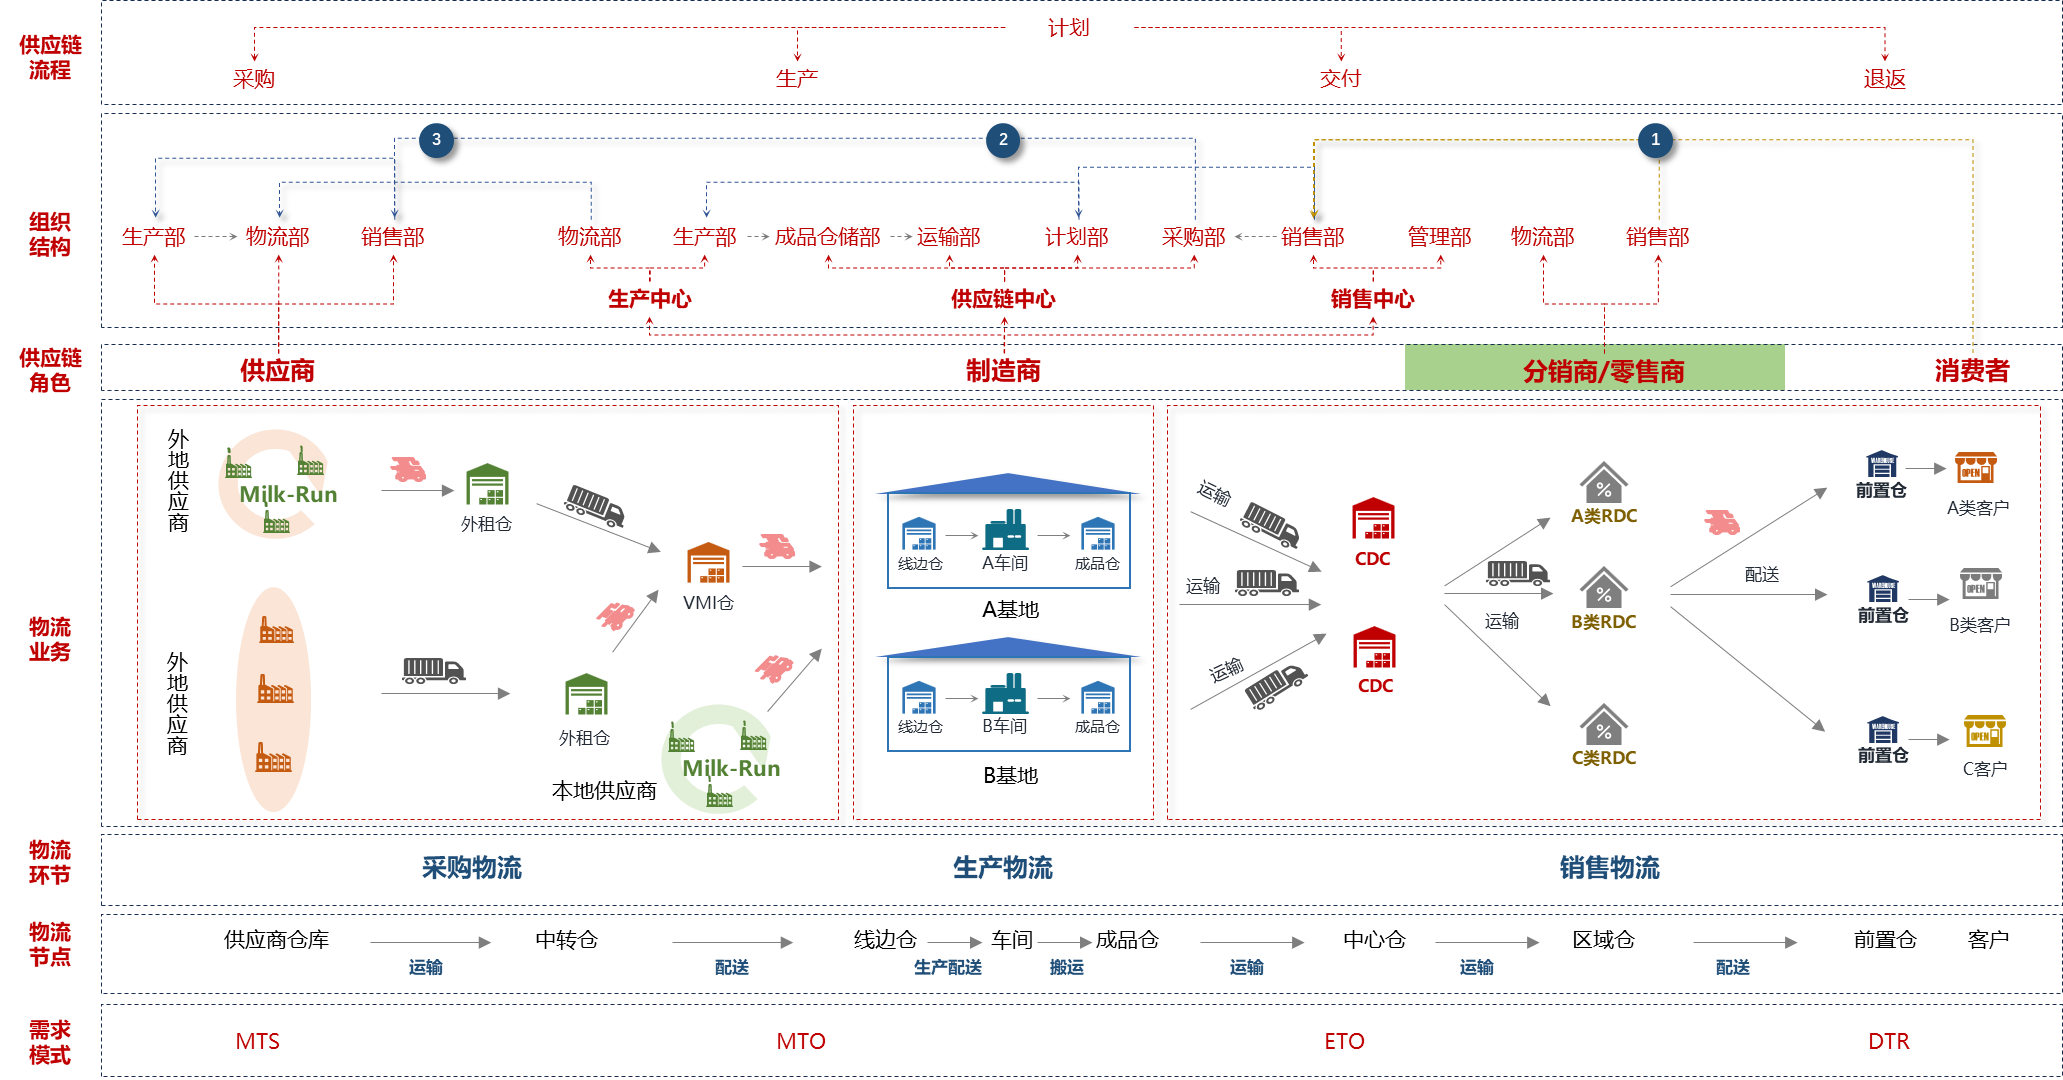 供应链
流程
计划
采购
生产
交付
退返
组织
结构
3
2
1
生产部
物流部
销售部
物流部
生产部
成品仓储部
运输部
计划部
采购部
销售部
管理部
物流部
销售部
生产中心
供应链中心
销售中心
供应链
角色
供应商
制造商
分销商/零售商
消费者
物流
业务
外地供应商
Milk-Run
外租仓
VMI仓
外地供应商
外租仓
本地供应商
Milk-Run
线边仓
A车间
成品仓
A基地
线边仓
B车间
成品仓
B基地
运输
运输
运输
CDC
CDC
运输
A类RDC
B类RDC
C类RDC
%
%
%
配送
WAREHOUSE
前置仓
OPEN
A类客户
WAREHOUSE
前置仓
OPEN
B类客户
WAREHOUSE
前置仓
OPEN
C客户
物流
环节
采购物流
生产物流
销售物流
物流
节点
供应商仓库
运输
中转仓
配送
线边仓
生产配送
车间
搬运
成品仓
运输
中心仓
运输
区域仓
配送
前置仓
客户
需求
模式
MTS
MTO
ETO
DTR